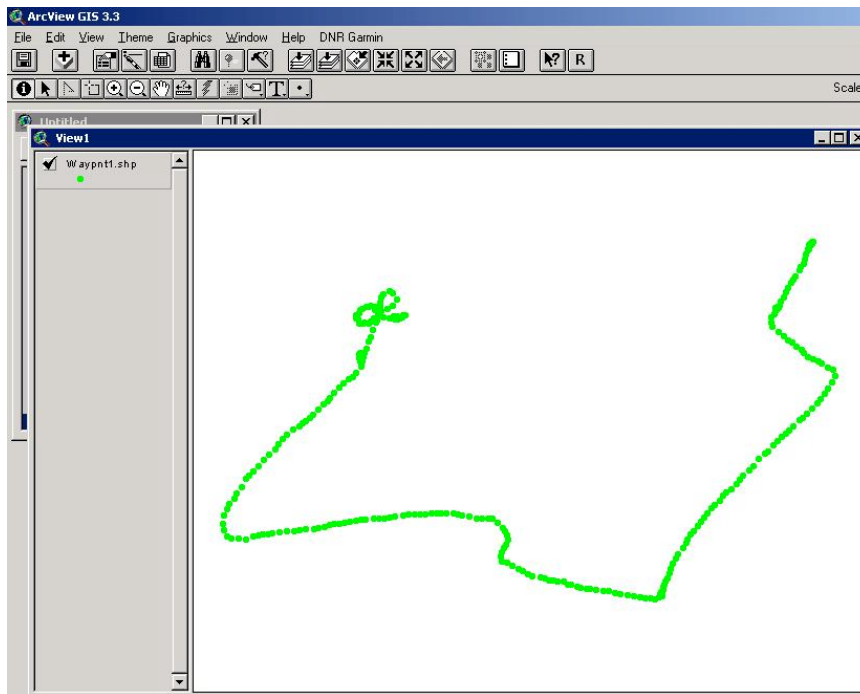 ArcView GIS 3.3
File Edit View Theme Graphics Window Help DNR Garmin
R
T
Scale
Untitled
View1
Waypnt1.shp